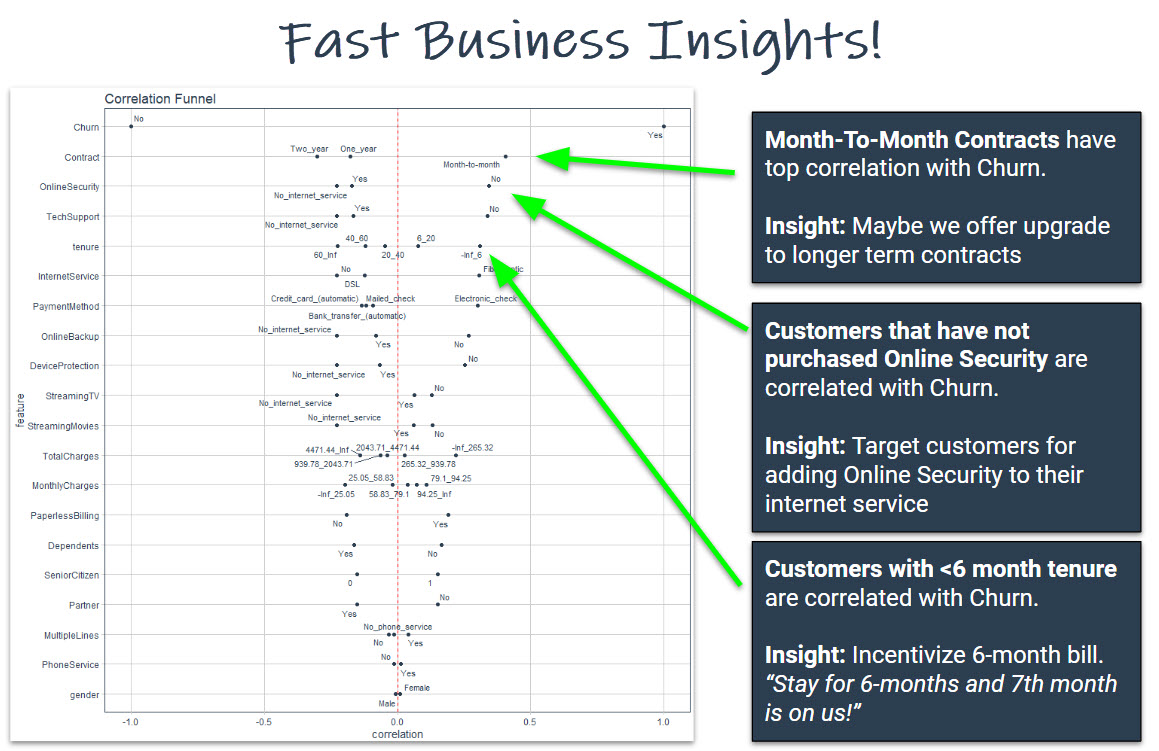 Fast Business Insights!
Correlation Funnel
No
Churn
Yes
Two_year One_year
Contract
Month-to-month
Yes No
OnlineSecurity
No_internet_service
Yes No
TechSupport
No_internet_service
40_60 6_20
tenure
60_Inf 20_40 -Inf_6
No
InternetService
DSL
Credit_card_(automatic) Mailed_check Electronic_check
PaymentMethod
Bank_transfer_(automatic)
No_internet_service
OnlineBackup
Yes No
No
DeviceProtection
No_internet_service Yes
No
StreamingTV
No_internet_service Yes
No_internet_service
StreamingMovies
Yes No
4471.44_Inf 2043.71_4471.44 -Inf_265.32
TotalCharges
939.78_2043.71 265.32_939.78
25.05_58.83 79.1_94.25
MonthlyCharges
-Inf_25.05 58.83_79.1 94.25_Inf
PaperlessBilling
No Yes
Dependents
Yes No
SeniorCitizen
0 1
No
Partner
Yes
No_phone_service
MultipleLines
No Yes
No
PhoneService
Yes
Female
gender
Male
feature
-1.0 -0.5 0.0 0.5 1.0
correlation
Month-To-Month Contracts have
top correlation with Churn.
Insight: Maybe we offer upgrade
to longer term contracts
Customers that have not
purchased Online Security are
correlated with Churn.
Insight: Target customers for
adding Online Security to their
internet service
Customers with <6 month tenure
are correlated with Churn.
Insight: Incentivize 6-month bill.
“Stay for 6-months and 7th month
is on us!”